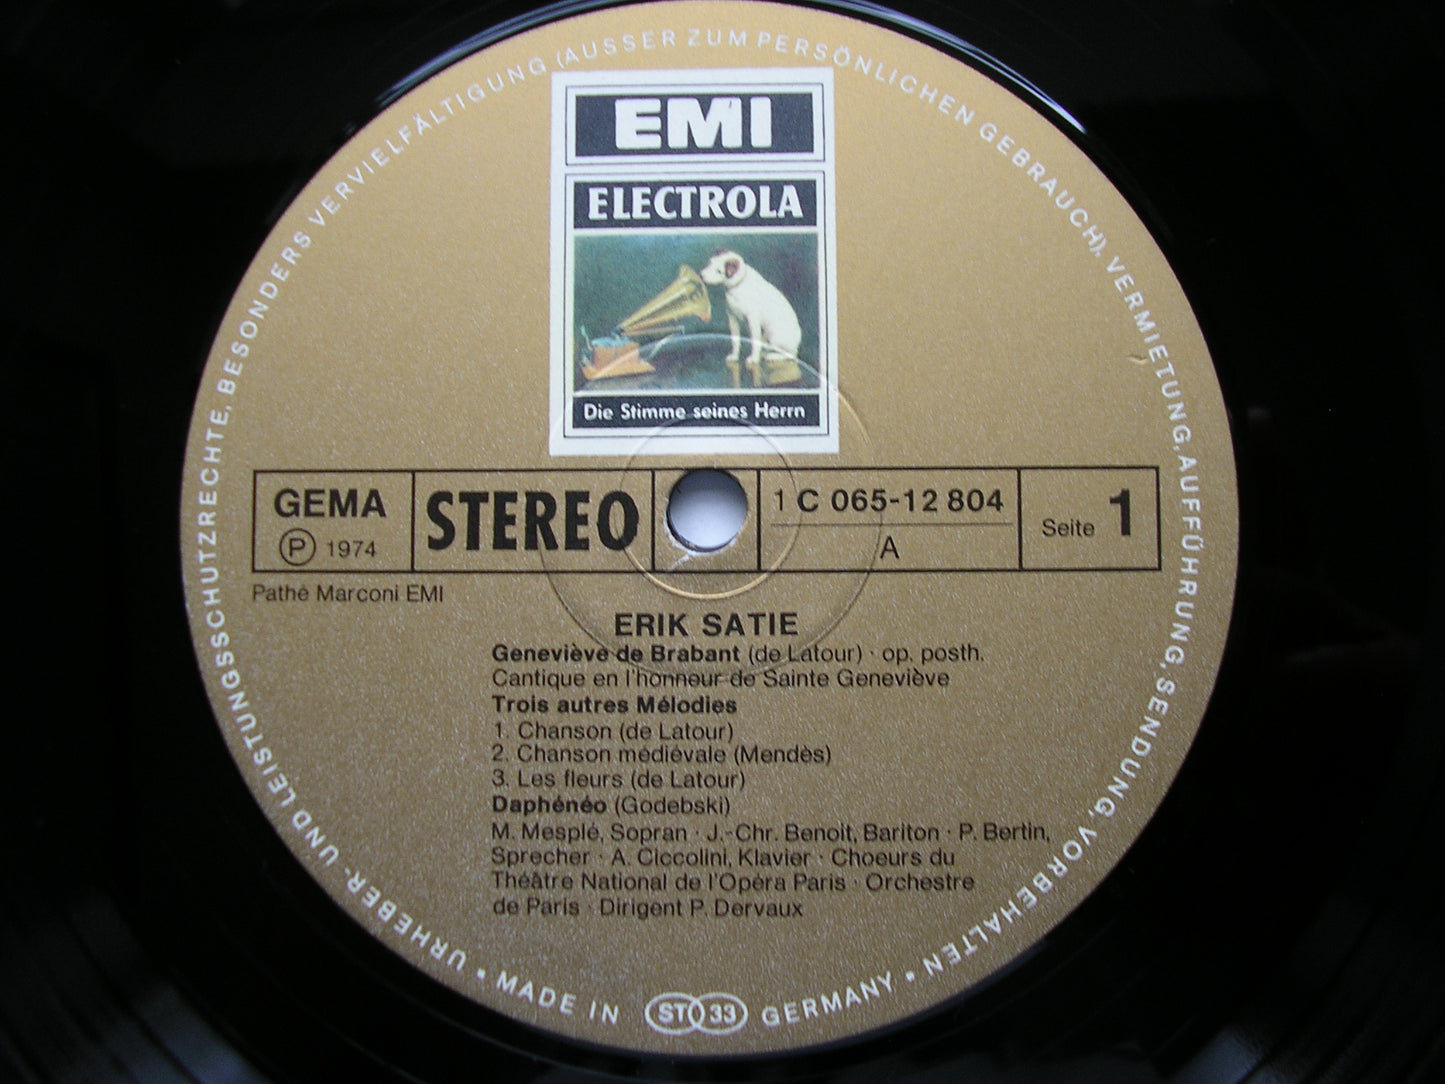 URHEBER- UND LEISTUNGSSCHUTZRECHTE, BESONDERS VERVIELFÄLTIGUNG (AUSSER ZUM PERSÖNLICHEN GEBRAUCH), VERMIETUNG, AUFFÜHRUNG, SENDUNG, VORBEHALTEN
EMI
ELECTROLA
Die Stimme seines Herrn
GEMA
Ⓟ 1974
STEREO
1 C 065-12 804
A
Seite 1
Pathé Marconi EMI
ERIK SATIE
Geneviève de Brabant (de Latour) · op. posth.
Cantique en l'honneur de Sainte Geneviève
Trois autres Mélodies
1. Chanson (de Latour)
2. Chanson médiévale (Mendès)
3. Les fleurs (de Latour)
Daphénéo (Godebski)
M. Mesplé, Sopran · J.-Chr. Benoit, Bariton · P. Bertin,
Sprecher · A. Ciccolini, Klavier · Choeurs du
Théâtre National de l'Opéra Paris · Orchestre
de Paris · Dirigent P. Dervaux
MADE IN ST 33 GERMANY